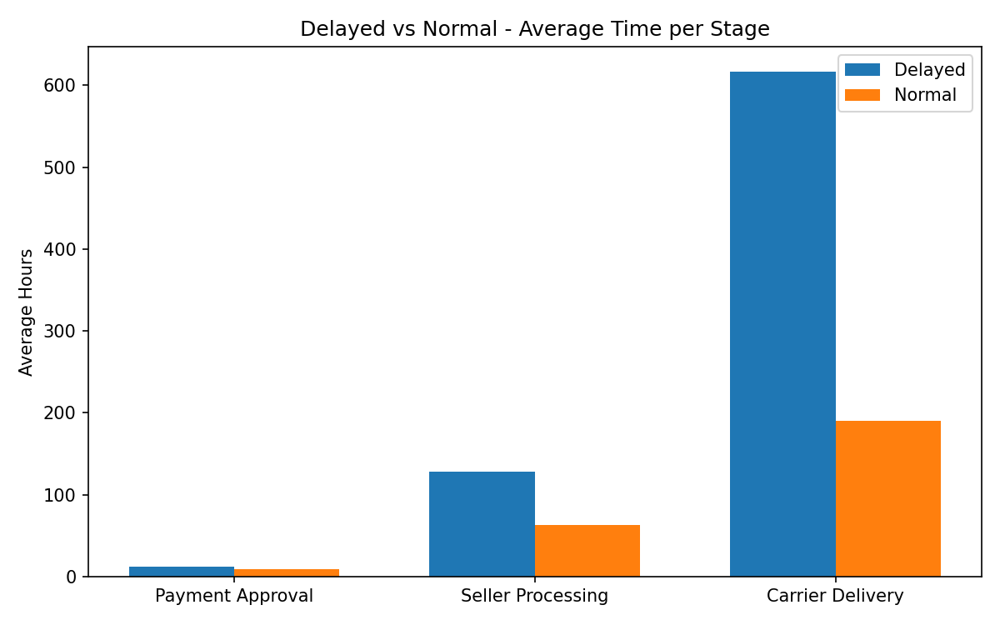 Delayed vs Normal - Average Time per Stage
Delayed
Normal
Average Hours
600
500
400
300
200
100
0
Payment Approval
Seller Processing
Carrier Delivery